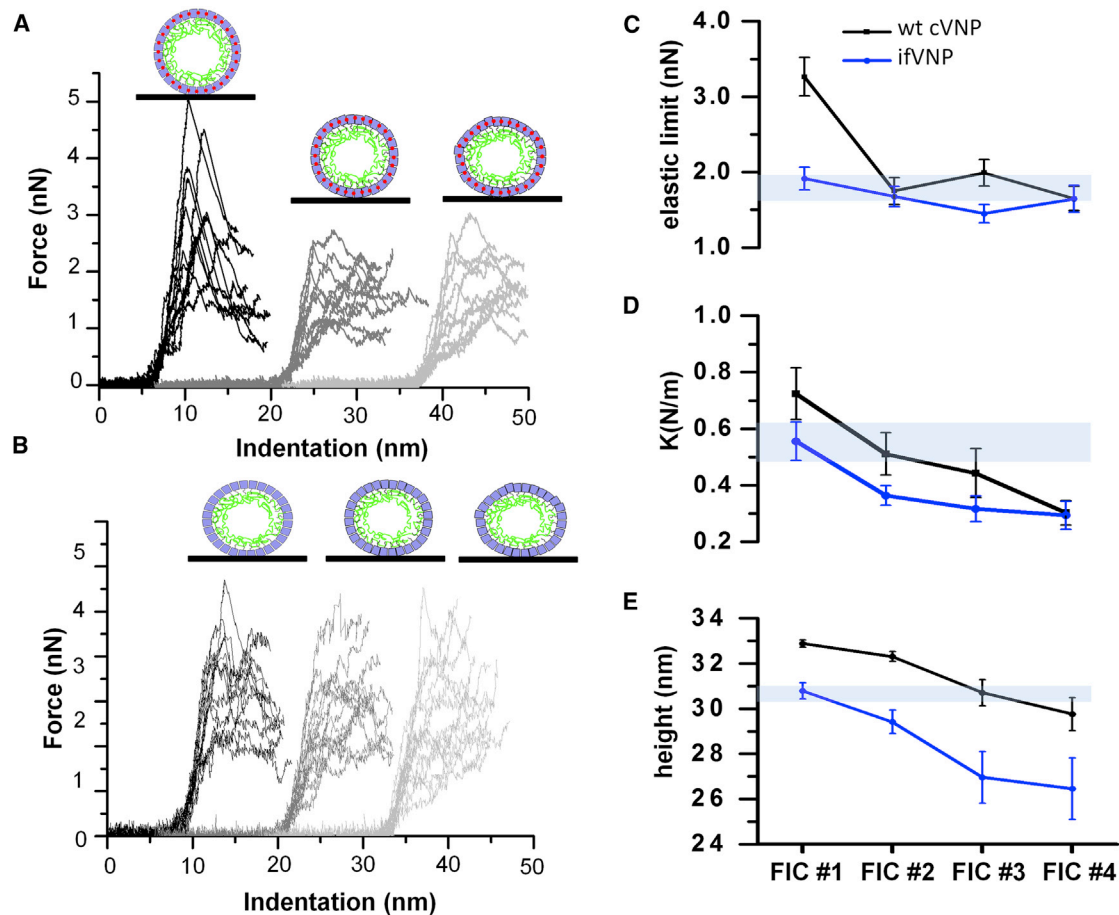 A
Force (nN)
5
4
3
2
1
0
0 10 20 30 40 50
Indentation (nm)
B
Force (nN)
5
4
3
2
1
0
0 10 20 30 40 50
Indentation (nm)
C
wt cVNP
ifVNP
elastic limit (nN)
4.0
3.0
2.0
1.0
D
K(N/m)
1.0
0.8
0.6
0.4
0.2
E
height (nm)
34
32
30
28
26
24
FIC #1 FIC #2 FIC #3 FIC #4